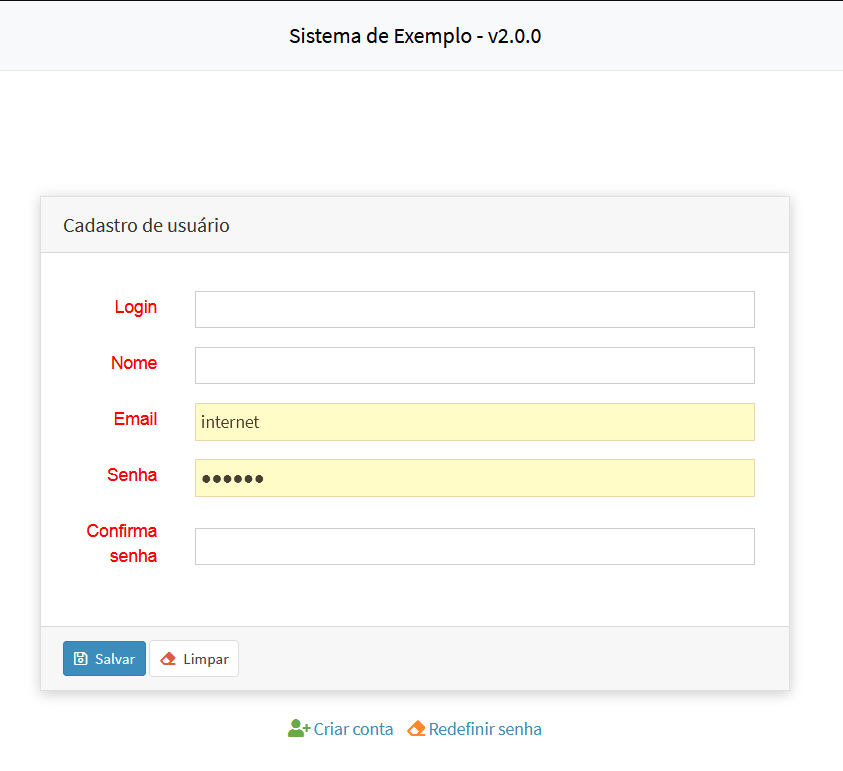 Sistema de Exemplo - v2.0.0
Cadastro de usuário
Login
Nome
Email internet
Senha ●●●●●●
Confirma
senha
Salvar Limpar
Criar conta Redefinir senha